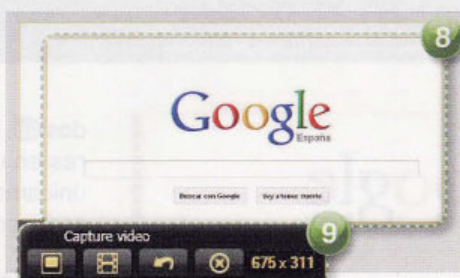 8
Google
España
Buscar con Google Voy a tener suerte
Capture video
9
675 x 311